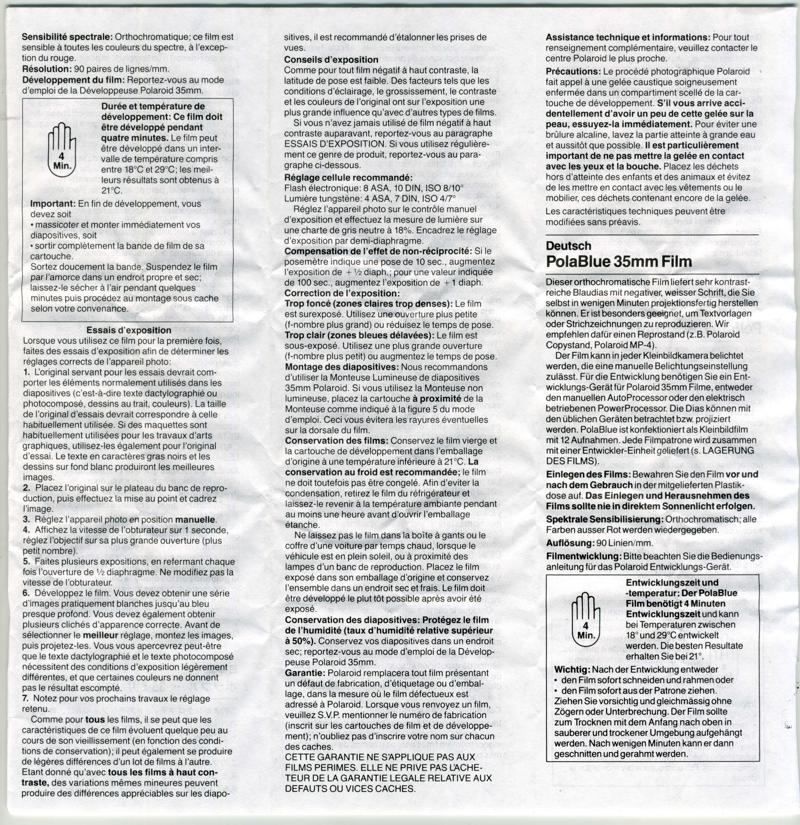 Sensibilité spectrale: Orthochromatique; ce film est
sensible à toutes les couleurs du spectre, à l'excep-
tion du rouge.
Résolution: 90 paires de lignes/mm.
Développement du film: Reportez-vous au mode
d'emploi de la Développeuse Polaroid 35mm.
4
Min.
Durée et température de
développement: Ce film doit
être développé pendant
quatre minutes. Le film peut
être développé dans un inter-
valle de température compris
entre 18°C et 29°C; les meil-
leurs résultats sont obtenus à
21°C.
Important: En fin de développement, vous
devez soit
• massicoter et monter immédiatement vos
diapositives, soit
• sortir complètement la bande de film de sa
cartouche.
Sortez doucement la bande. Suspendez le film
par l'amorce dans un endroit propre et sec;
laissez-le sécher à l'air pendant quelques
minutes puis procédez au montage sous cache
selon votre convenance.
Essais d'exposition
Lorsque vous utilisez ce film pour la première fois,
faites des essais d'exposition afin de déterminer les
réglages corrects de l'appareil photo:
1. L'original servant pour les essais devrait com-
porter les éléments normalement utilisés dans les
diapositives (c'est-à-dire texte dactylographié ou
photocomposé, dessins au trait, couleurs). La taille
de l'original d'essais devrait correspondre à celle
habituellement utilisée. Si des maquettes sont
habituellement utilisées pour les travaux d'arts
graphiques, utilisez-les également pour l'original
d'essai. Le texte en caractères gras noirs et les
dessins sur fond blanc produiront les meilleures
images.
2. Placez l'original sur le plateau du banc de repro-
duction, puis effectuez la mise au point et cadrez
l'image.
3. Réglez l'appareil photo en position manuelle.
4. Affichez la vitesse de l'obturateur sur 1 seconde,
réglez l'objectif sur sa plus grande ouverture (plus
petit nombre).
5. Faites plusieurs expositions, en refermant chaque
fois l'ouverture de ½ diaphragme. Ne modifiez pas la
vitesse de l'obturateur.
6. Développez le film. Vous devez obtenir une série
d'images pratiquement blanches jusqu'au bleu
presque profond. Vous devez également obtenir
plusieurs clichés d'apparence correcte. Avant de
sélectionner le meilleur réglage, montez les images,
puis projetez-les. Vous vous apercevrez peut-être
que le texte dactylographié et le texte photocomposé
nécessitent des conditions d'exposition légèrement
différentes, et que certaines couleurs ne donnent
pas le résultat escompté.
7. Notez pour vos prochains travaux le réglage
retenu.
Comme pour tous les films, il se peut que les
caractéristiques de ce film évoluent quelque peu au
cours de son vieillissement (en fonction des condi-
tions de conservation); il peut également se produire
de légères différences d'un lot de films à l'autre.
Etant donné qu'avec tous les films à haut con-
traste, des variations mêmes mineures peuvent
produire des différences appréciables sur les diapo-
sitives, il est recommandé d'étalonner les prises de
vues.
Conseils d'exposition
Comme pour tout film négatif à haut contraste, la
latitude de pose est faible. Des facteurs tels que les
conditions d'éclairage, le grossissement, le contraste
et les couleurs de l'original ont sur l'exposition une
plus grande influence qu'avec d'autres types de films.
Si vous n'avez jamais utilisé de film négatif à haut
contraste auparavant, reportez-vous au paragraphe
ESSAIS D'EXPOSITION. Si vous utilisez régulière-
ment ce genre de produit, reportez-vous au para-
graphe ci-dessous.
Réglage cellule recommandé:
Flash électronique: 8 ASA, 10 DIN, ISO 8/10°
Lumière tungstène: 4 ASA, 7 DIN, ISO 4/7°
Réglez l'appareil photo sur le contrôle manuel
d'exposition et effectuez la mesure de lumière sur
une charte de gris neutre à 18%. Encadrez le réglage
d'exposition par demi-diaphragme.
Compensation de l'effet de non-réciprocité: Si le
posemètre indique une pose de 10 sec., augmentez
l'exposition de + ½ diaph.; pour une valeur indiquée
de 100 sec., augmentez l'exposition de + 1 diaph.
Correction de l'exposition:
Trop foncé (zones claires trop denses): Le film
est surexposé. Utilisez une ouverture plus petite
(f-nombre plus grand) ou réduisez le temps de pose.
Trop clair (zones bleues délavées): Le film est
sous-exposé. Utilisez une plus grande ouverture
(f-nombre plus petit) ou augmentez le temps de pose.
Montage des diapositives: Nous recommandons
d'utiliser la Monteuse Lumineuse de diapositives
35mm Polaroid. Si vous utilisez la Monteuse non
lumineuse, placez la cartouche à proximité de la
Monteuse comme indiqué à la figure 5 du mode
d'emploi. Ceci vous évitera les rayures éventuelles
sur la dorsale du film.
Conservation des films: Conservez le film vierge et
la cartouche de développement dans l'emballage
d'origine à une température inférieure à 21°C. La
conservation au froid est recommandée; le film
ne doit toutefois pas être congelé. Afin d'eviter la
condensation, retirez le film du réfrigérateur et
laissez-le revenir à la température ambiante pendant
au moins une heure avant d'ouvrir l'emballage
étanche.
Ne laissez pas le film dans la boîte à gants ou le
coffre d'une voiture par temps chaud, lorsque le
véhicule est en plein soleil, ou à proximité des
lampes d'un banc de reproduction. Placez le film
exposé dans son emballage d'origine et conservez
l'ensemble dans un endroit sec et frais. Le film doit
être développé le plus tôt possible après avoir été
exposé.
Conservation des diapositives: Protégez le film
de l'humidité (taux d'humidité relative supérieur
à 50%). Conservez vos diapositives dans un endroit
sec; reportez-vous au mode d'emploi de la Dévelop-
peuse Polaroid 35mm.
Garantie: Polaroid remplacera tout film présentant
un défaut de fabrication, d'étiquetage ou d'embal-
lage, dans la mesure où le film défectueux est
adressé à Polaroid. Lorsque vous renvoyez un film,
veuillez S.V.P. mentionner le numéro de fabrication
(inscrit sur les cartouches de film et de développe-
ment); n'oubliez pas d'inscrire votre nom sur chacun
des caches.
CETTE GARANTIE NE S'APPLIQUE PAS AUX
FILMS PERIMES. ELLE NE PRIVE PAS L'ACHE-
TEUR DE LA GARANTIE LEGALE RELATIVE AUX
DEFAUTS OU VICES CACHES.
Assistance technique et informations: Pour tout
renseignement complémentaire, veuillez contacter le
centre Polaroid le plus proche.
Précautions: Le procédé photographique Polaroid
fait appel à une gelée caustique soigneusement
enfermée dans un compartiment scellé de la car-
touche de développement. S'il vous arrive acci-
dentellement d'avoir un peu de cette gelée sur la
peau, essuyez-la immédiatement. Pour éviter une
brûlure alcaline, lavez la partie atteinte à grande eau
et aussitôt que possible. Il est particulièrement
important de ne pas mettre la gelée en contact
avec les yeux et la bouche. Placez les déchets
hors d'atteinte des enfants et des animaux et évitez
de les mettre en contact avec les vêtements ou le
mobilier, ces déchets contenant encore de la gelée.
Les caractéristiques techniques peuvent être
modifiées sans préavis.
Deutsch
PolaBlue 35mm Film
Dieser orthochromatische Film liefert sehr kontrast-
reiche Blaudias mit negativer, weisser Schrift, die Sie
selbst in wenigen Minuten projektionsfertig herstellen
können. Er ist besonders geeignet, um Textvorlagen
oder Strichzeichnungen zu reproduzieren. Wir
empfehlen dafür einen Reprostand (z.B. Polaroid
Copystand, Polaroid MP-4).
Der Film kann in jeder Kleinbildkamera belichtet
werden, die eine manuelle Belichtungseinstellung
zulässt. Für die Entwicklung benötigen Sie ein Ent-
wicklungs-Gerät für Polaroid 35mm Filme, entweder
den manuellen AutoProcessor oder den elektrisch
betriebenen PowerProcessor. Die Dias können mit
den üblichen Geräten betrachtet bzw. projiziert
werden. PolaBlue ist konfektioniert als Kleinbildfilm
mit 12 Aufnahmen. Jede Filmpatrone wird zusammen
mit einer Entwickler-Einheit geliefert (s. LAGERUNG
DES FILMS).
Einlegen des Films: Bewahren Sie den Film vor und
nach dem Gebrauch in der mitgelieferten Plastik-
dose auf. Das Einlegen und Herausnehmen des
Films sollte nie in direktem Sonnenlicht erfolgen.
Spektrale Sensibilisierung: Orthochromatisch; alle
Farben ausser Rot werden wiedergegeben.
Auflösung: 90 Linien/mm.
Filmentwicklung: Bitte beachten Sie die Bedienungs-
anleitung für das Polaroid Entwicklungs-Gerät.
4
Min.
Entwicklungszeit und
-temperatur; Der PolaBlue
Film benötigt 4 Minuten
Entwicklungszeit und kann
bei Temperaturen zwischen
18° und 29°C entwickelt
werden. Die besten Resultate
erhalten Sie bei 21°.
Wichtig: Nach der Entwicklung entweder
• den Film sofort schneiden und rahmen oder
• den Film sofort aus der Patrone ziehen.
Ziehen Sie vorsichtig und gleichmässig ohne
Zögern oder Unterbrechung. Der Film sollte
zum Trocknen mit dem Anfang nach oben in
sauberer und trockener Umgebung aufgehängt
werden. Nach wenigen Minuten kann er dann
geschnitten und gerahmt werden.